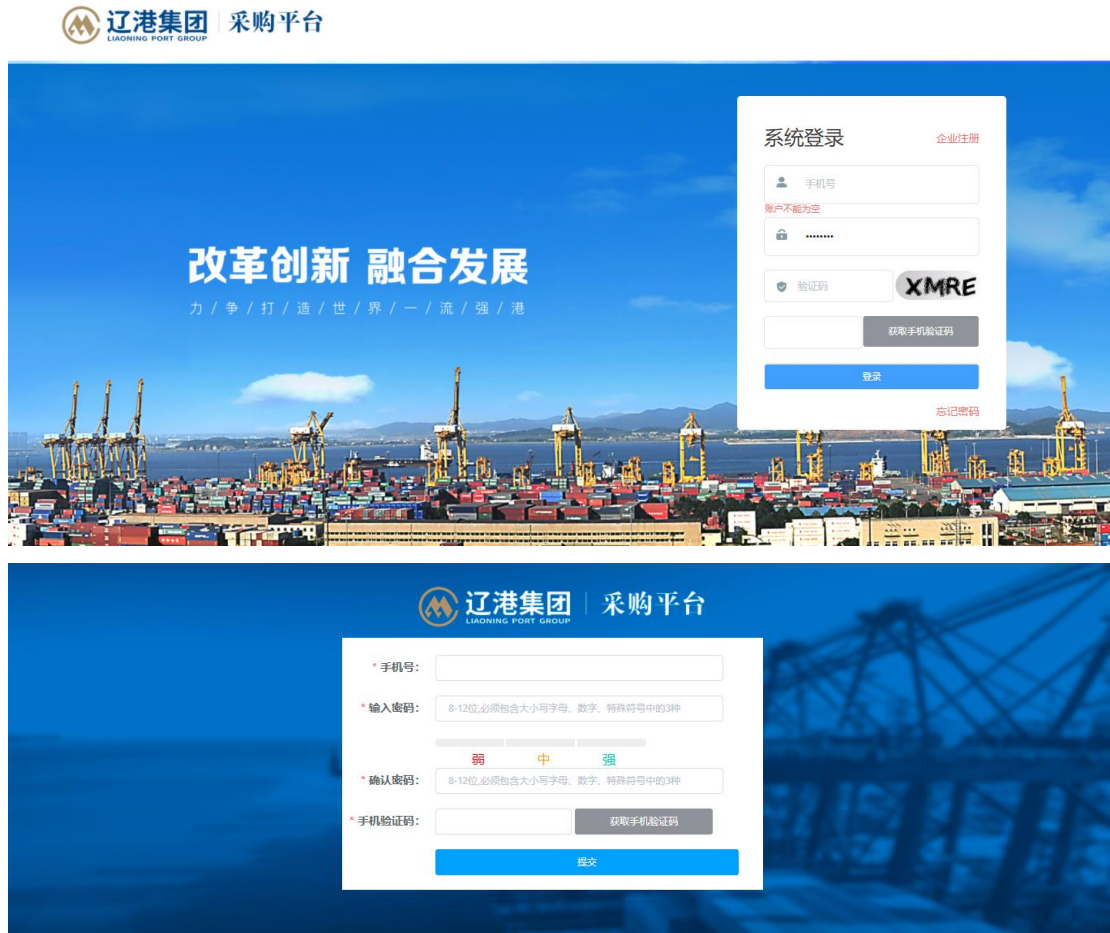 辽港集团 采购平台
LIAONING PORT GROUP
系统登录 企业注册
手机号
账户不能为空
改革创新 融合发展
力/争/打/造/世/界/一/流/强/港
验证码 XMRE
获取手机验证码
登录
忘记密码
辽港集团 采购平台
LIAONING PORT GROUP
* 手机号:
* 输入密码: 8-12位,必须包含大小写字母、数字、特殊符号中的3种
弱 中 强
* 确认密码: 8-12位,必须包含大小写字母、数字、特殊符号中的3种
* 手机验证码: 获取手机验证码
提交